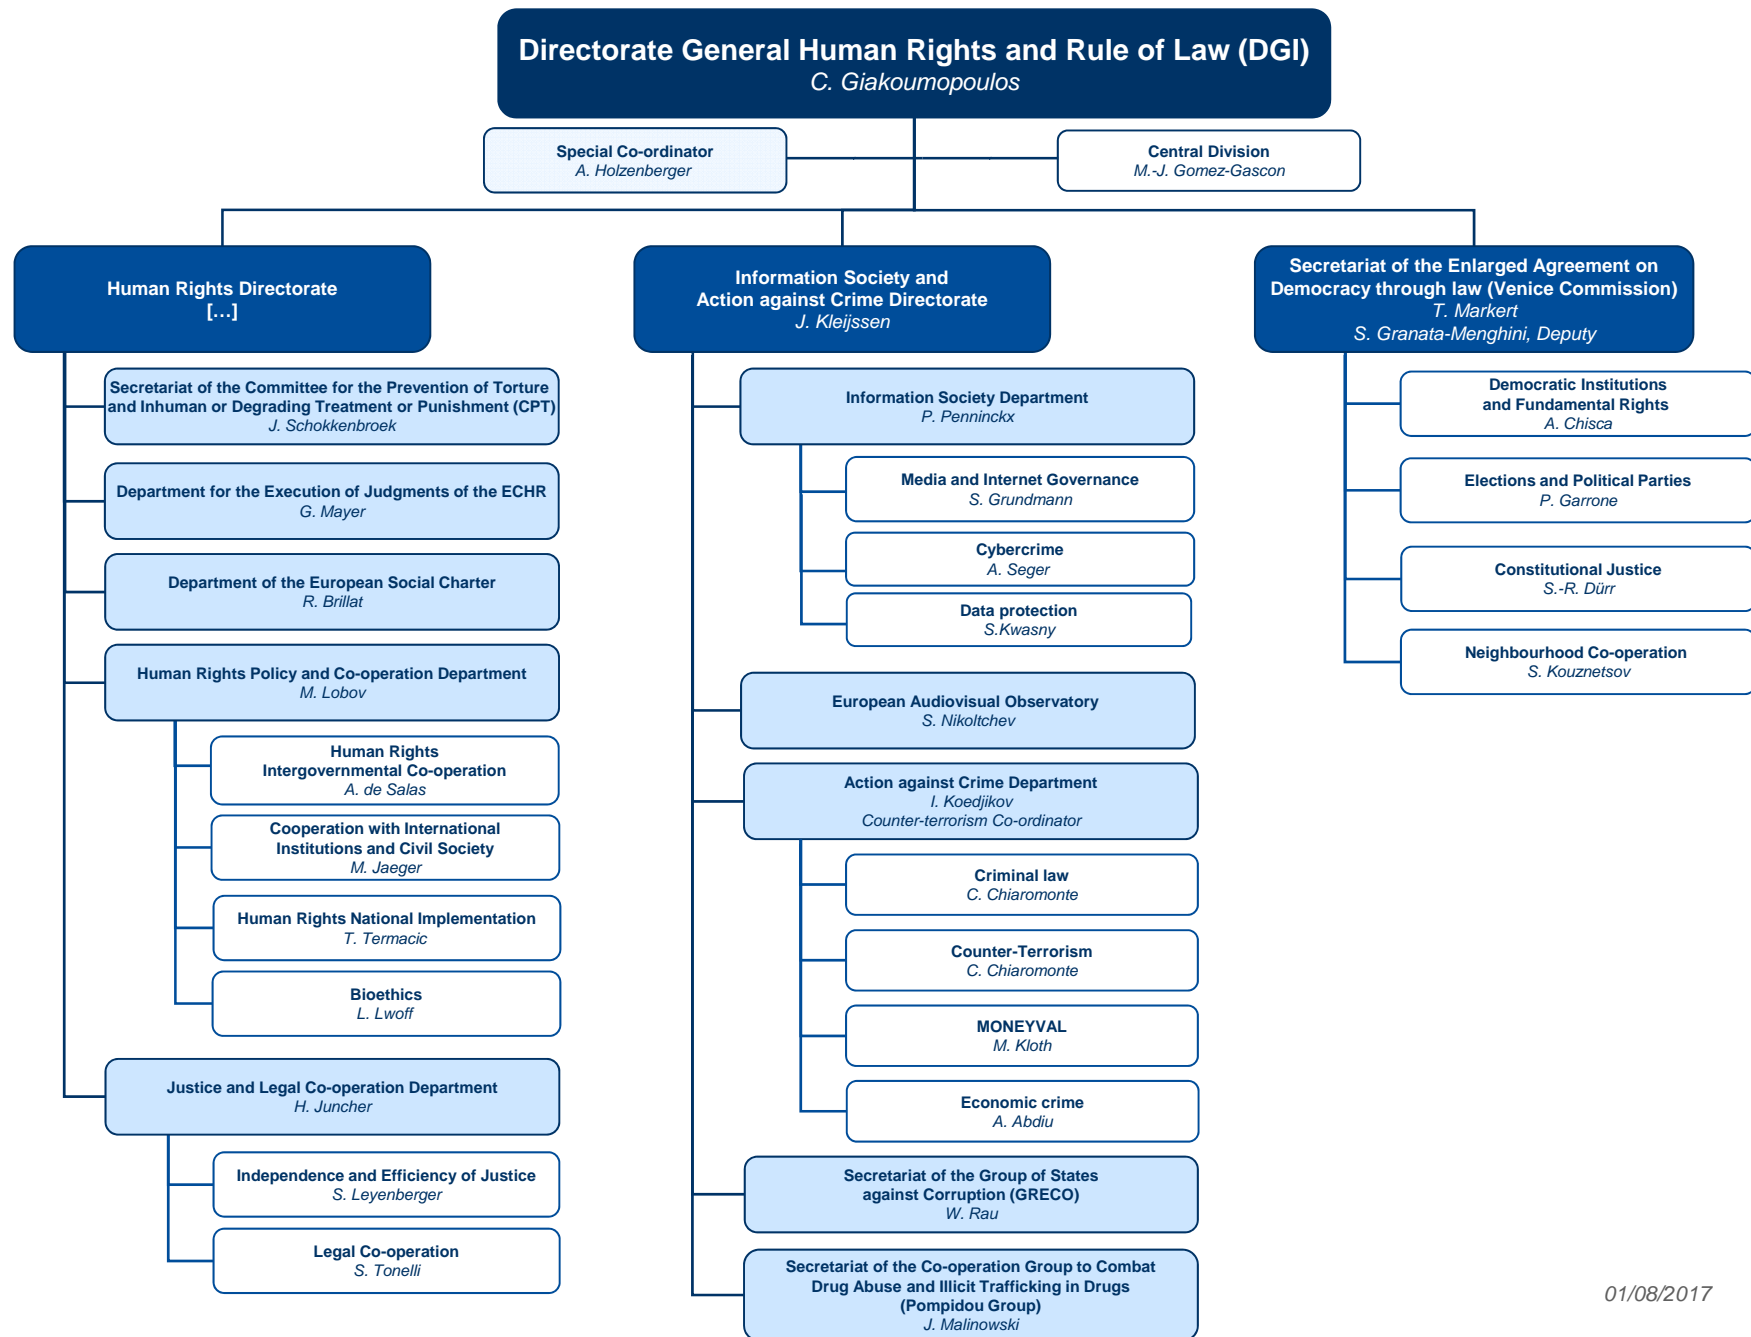 Directorate General Human Rights and Rule of Law (DGI)
C. Giakoumopoulos
Special Co-ordinator
A. Holzenberger
Central Division
M.-J. Gomez-Gascon
Human Rights Directorate
[…]
Secretariat of the Committee for the Prevention of Torture
and Inhuman or Degrading Treatment or Punishment (CPT)
J. Schokkenbroek
Department for the Execution of Judgments of the ECHR
G. Mayer
Department of the European Social Charter
R. Brillat
Human Rights Policy and Co-operation Department
M. Lobov
Human Rights
Intergovernmental Co-operation
A. de Salas
Cooperation with International
Institutions and Civil Society
M. Jaeger
Human Rights National Implementation
T. Termacic
Bioethics
L. Lwoff
Justice and Legal Co-operation Department
H. Juncher
Independence and Efficiency of Justice
S. Leyenberger
Legal Co-operation
S. Tonelli
Information Society and
Action against Crime Directorate
J. Kleijssen
Information Society Department
P. Penninckx
Media and Internet Governance
S. Grundmann
Cybercrime
A. Seger
Data protection
S.Kwasny
European Audiovisual Observatory
S. Nikoltchev
Action against Crime Department
I. Koedjikov
Counter-terrorism Co-ordinator
Criminal law
C. Chiaromonte
Counter-Terrorism
C. Chiaromonte
MONEYVAL
M. Kloth
Economic crime
A. Abdiu
Secretariat of the Group of States
against Corruption (GRECO)
W. Rau
Secretariat of the Co-operation Group to Combat
Drug Abuse and Illicit Trafficking in Drugs
(Pompidou Group)
J. Malinowski
Secretariat of the Enlarged Agreement on
Democracy through law (Venice Commission)
T. Markert
S. Granata-Menghini, Deputy
Democratic Institutions
and Fundamental Rights
A. Chisca
Elections and Political Parties
P. Garrone
Constitutional Justice
S.-R. Dürr
Neighbourhood Co-operation
S. Kouznetsov
01/08/2017